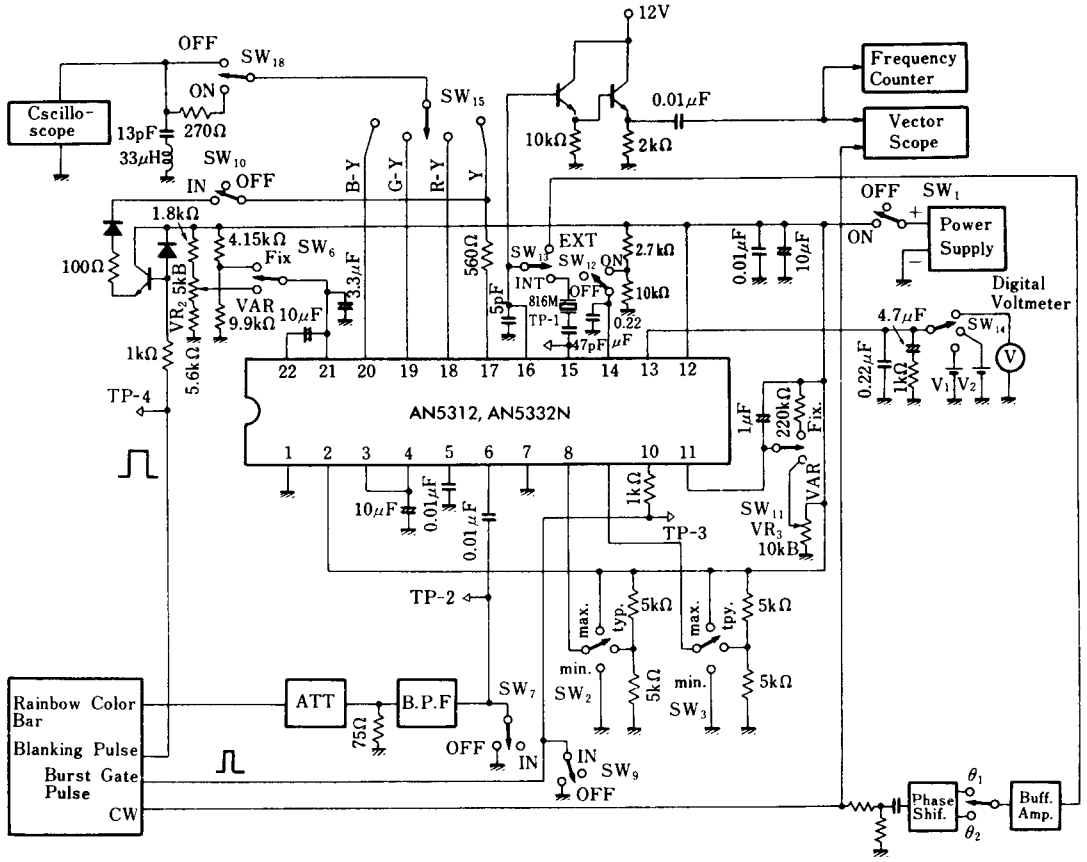 12V
OFF
SW18
Frequency
Counter
ON
SW15
0.01μF
Cscillo-
scope
13pF
270Ω
10kΩ
2kΩ
Vector
Scope
33μH
SW10
IN
OFF
B-Y
G-Y
R-Y
Y
OFF
SW1
1.8kΩ
4.15kΩ
SW6
EXT
2.7kΩ
ON
+
Power
Supply
−
100Ω
Fix
3.3μF
560Ω
SW13
SW12
ON
0.01μF
10μF
5kB
INT
OFF
10kΩ
Digital
Voltmeter
VR2
VAR
5pF
816M
TP-1
10μF
9.9kΩ
0.22
μF
4.7μF
SW14
1kΩ
5.6kΩ
47pF
0.22μF
1kΩ
V1
V2
V
22
21
20
19
18
17
16
15
14
13
12
TP-4
AN5312, AN5332N
1μF
220kΩ
Fix.
1
2
3
4
5
6
7
8
9
10
11
10μF
0.01μF
0.01μF
1kΩ
VAR
SW11
TP-3
VR3
10kB
TP-2
max.
typ.
5kΩ
max.
tpy.
5kΩ
min.
5kΩ
min.
5kΩ
SW2
SW3
Rainbow Color
Bar
ATT
B.P.F
SW7
75Ω
OFF
IN
Blanking Pulse
IN
SW9
Burst Gate
Pulse
OFF
CW
θ1
Phase
Shif.
Buff.
Amp.
θ2